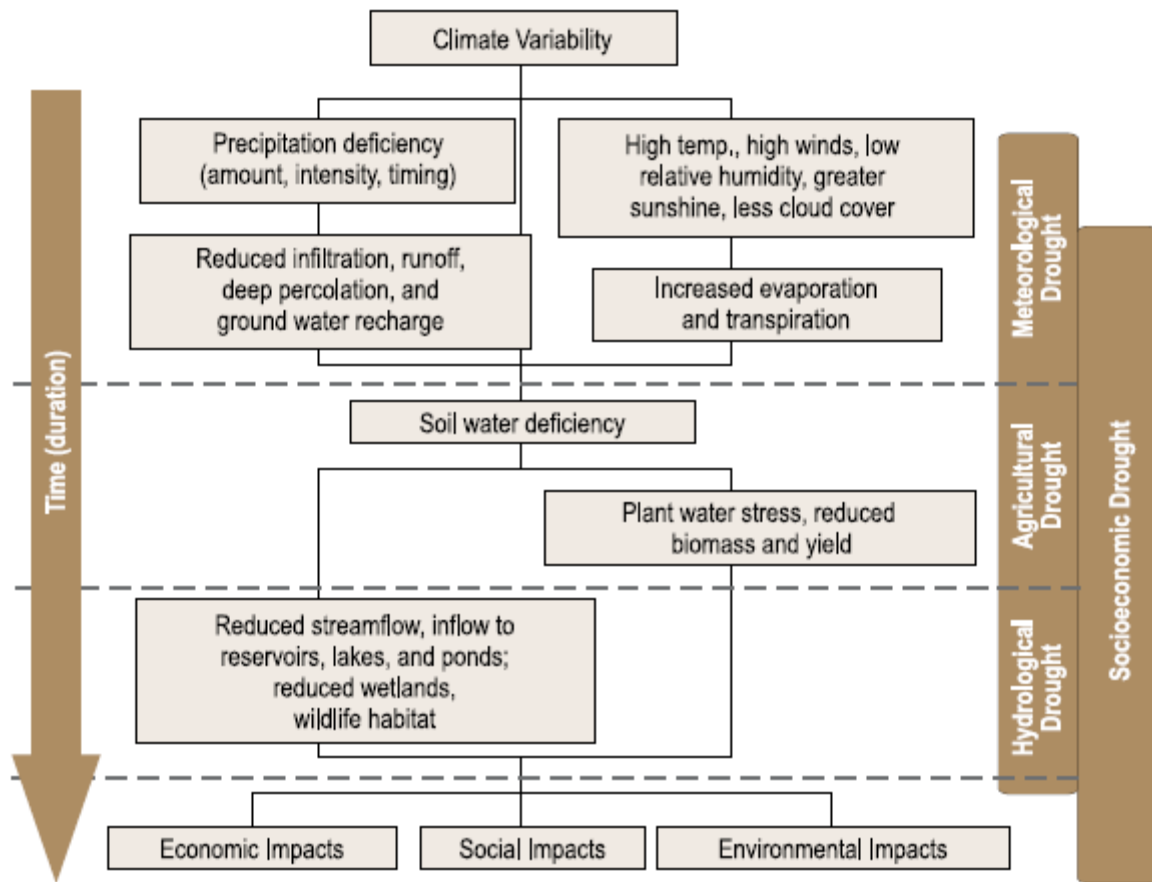 Climate Variability
Precipitation deficiency
(amount, intensity, timing)
High temp., high winds, low
relative humidity, greater
sunshine, less cloud cover
Reduced infiltration, runoff,
deep percolation, and
ground water recharge
Increased evaporation
and transpiration
Soil water deficiency
Plant water stress, reduced
biomass and yield
Reduced streamflow, inflow to
reservoirs, lakes, and ponds;
reduced wetlands,
wildlife habitat
Economic Impacts
Social Impacts
Environmental Impacts
Time (duration)
Meteorological
Drought
Agricultural
Drought
Hydrological
Drought
Socioeconomic Drought